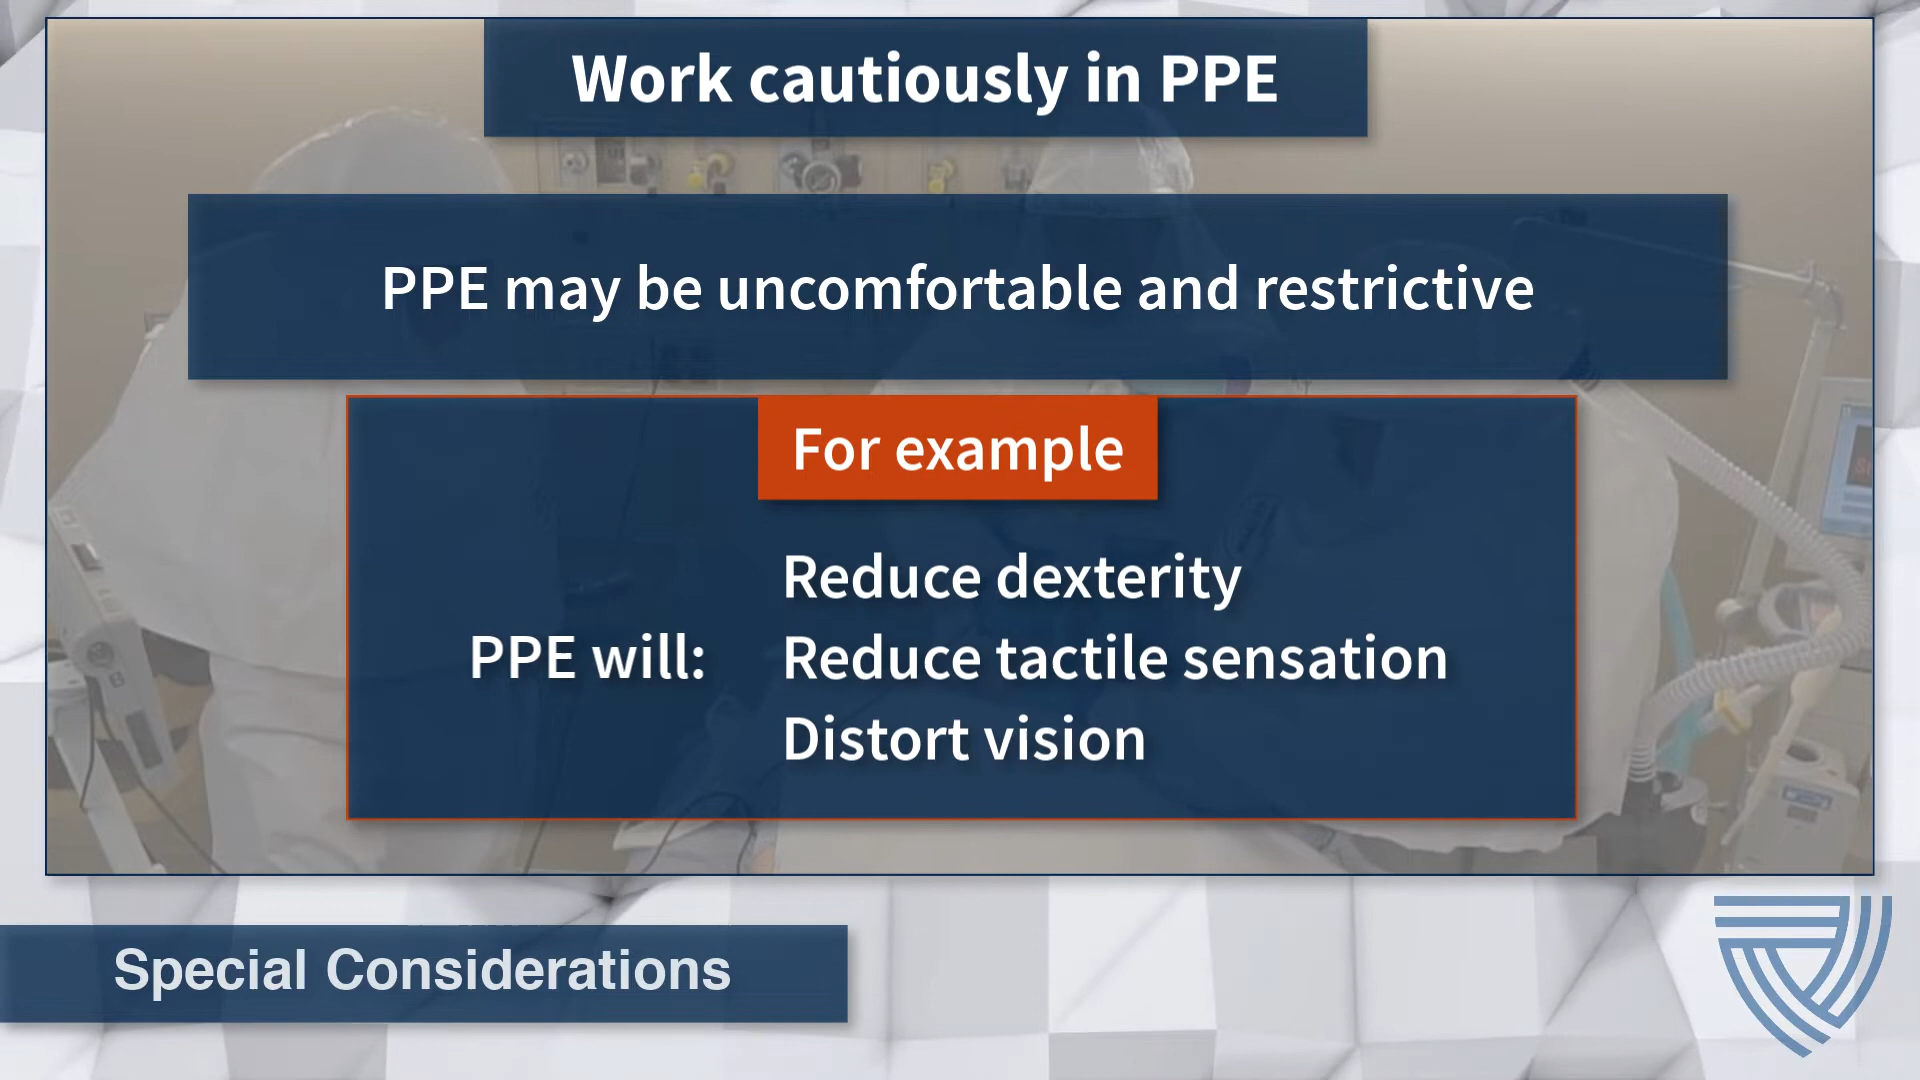 Work cautiously in PPE
PPE may be uncomfortable and restrictive
For example
Reduce dexterity
PPE will: Reduce tactile sensation
Distort vision
Special Considerations